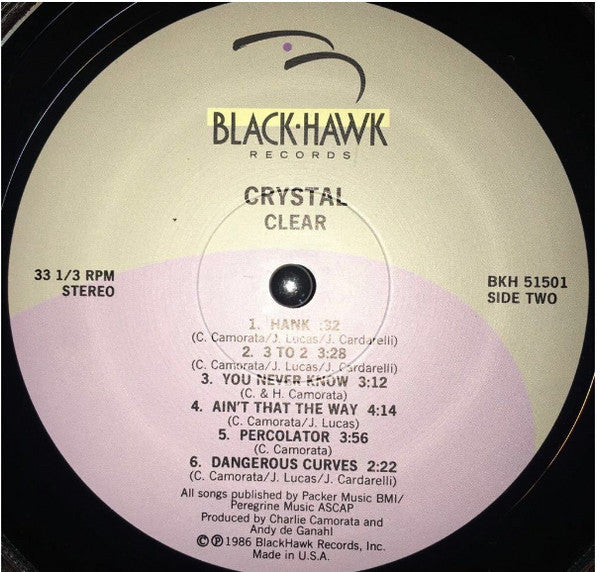 BLACK·HAWK
RECORDS
CRYSTAL
CLEAR
33 1/3 RPM
STEREO
BKH 51501
SIDE TWO
1. HANK :32
(C. Camorata/J. Lucas/J. Cardarelli)
2. 3 TO 2 3:28
(C. Camorata/J. Lucas/J. Cardarelli)
3. YOU NEVER KNOW 3:12
(C. & H. Camorata)
4. AIN'T THAT THE WAY 4:14
(C. Camorata/J. Lucas)
5. PERCOLATOR 3:56
(C. Camorata)
6. DANGEROUS CURVES 2:22
(C. Camorata/J. Lucas/J. Cardarelli)
All songs published by Packer Music BMI/
Peregrine Music ASCAP
Produced by Charlie Camorata and
Andy de Ganahl
©℗1986 BlackHawk Records, Inc.
Made in U.S.A.